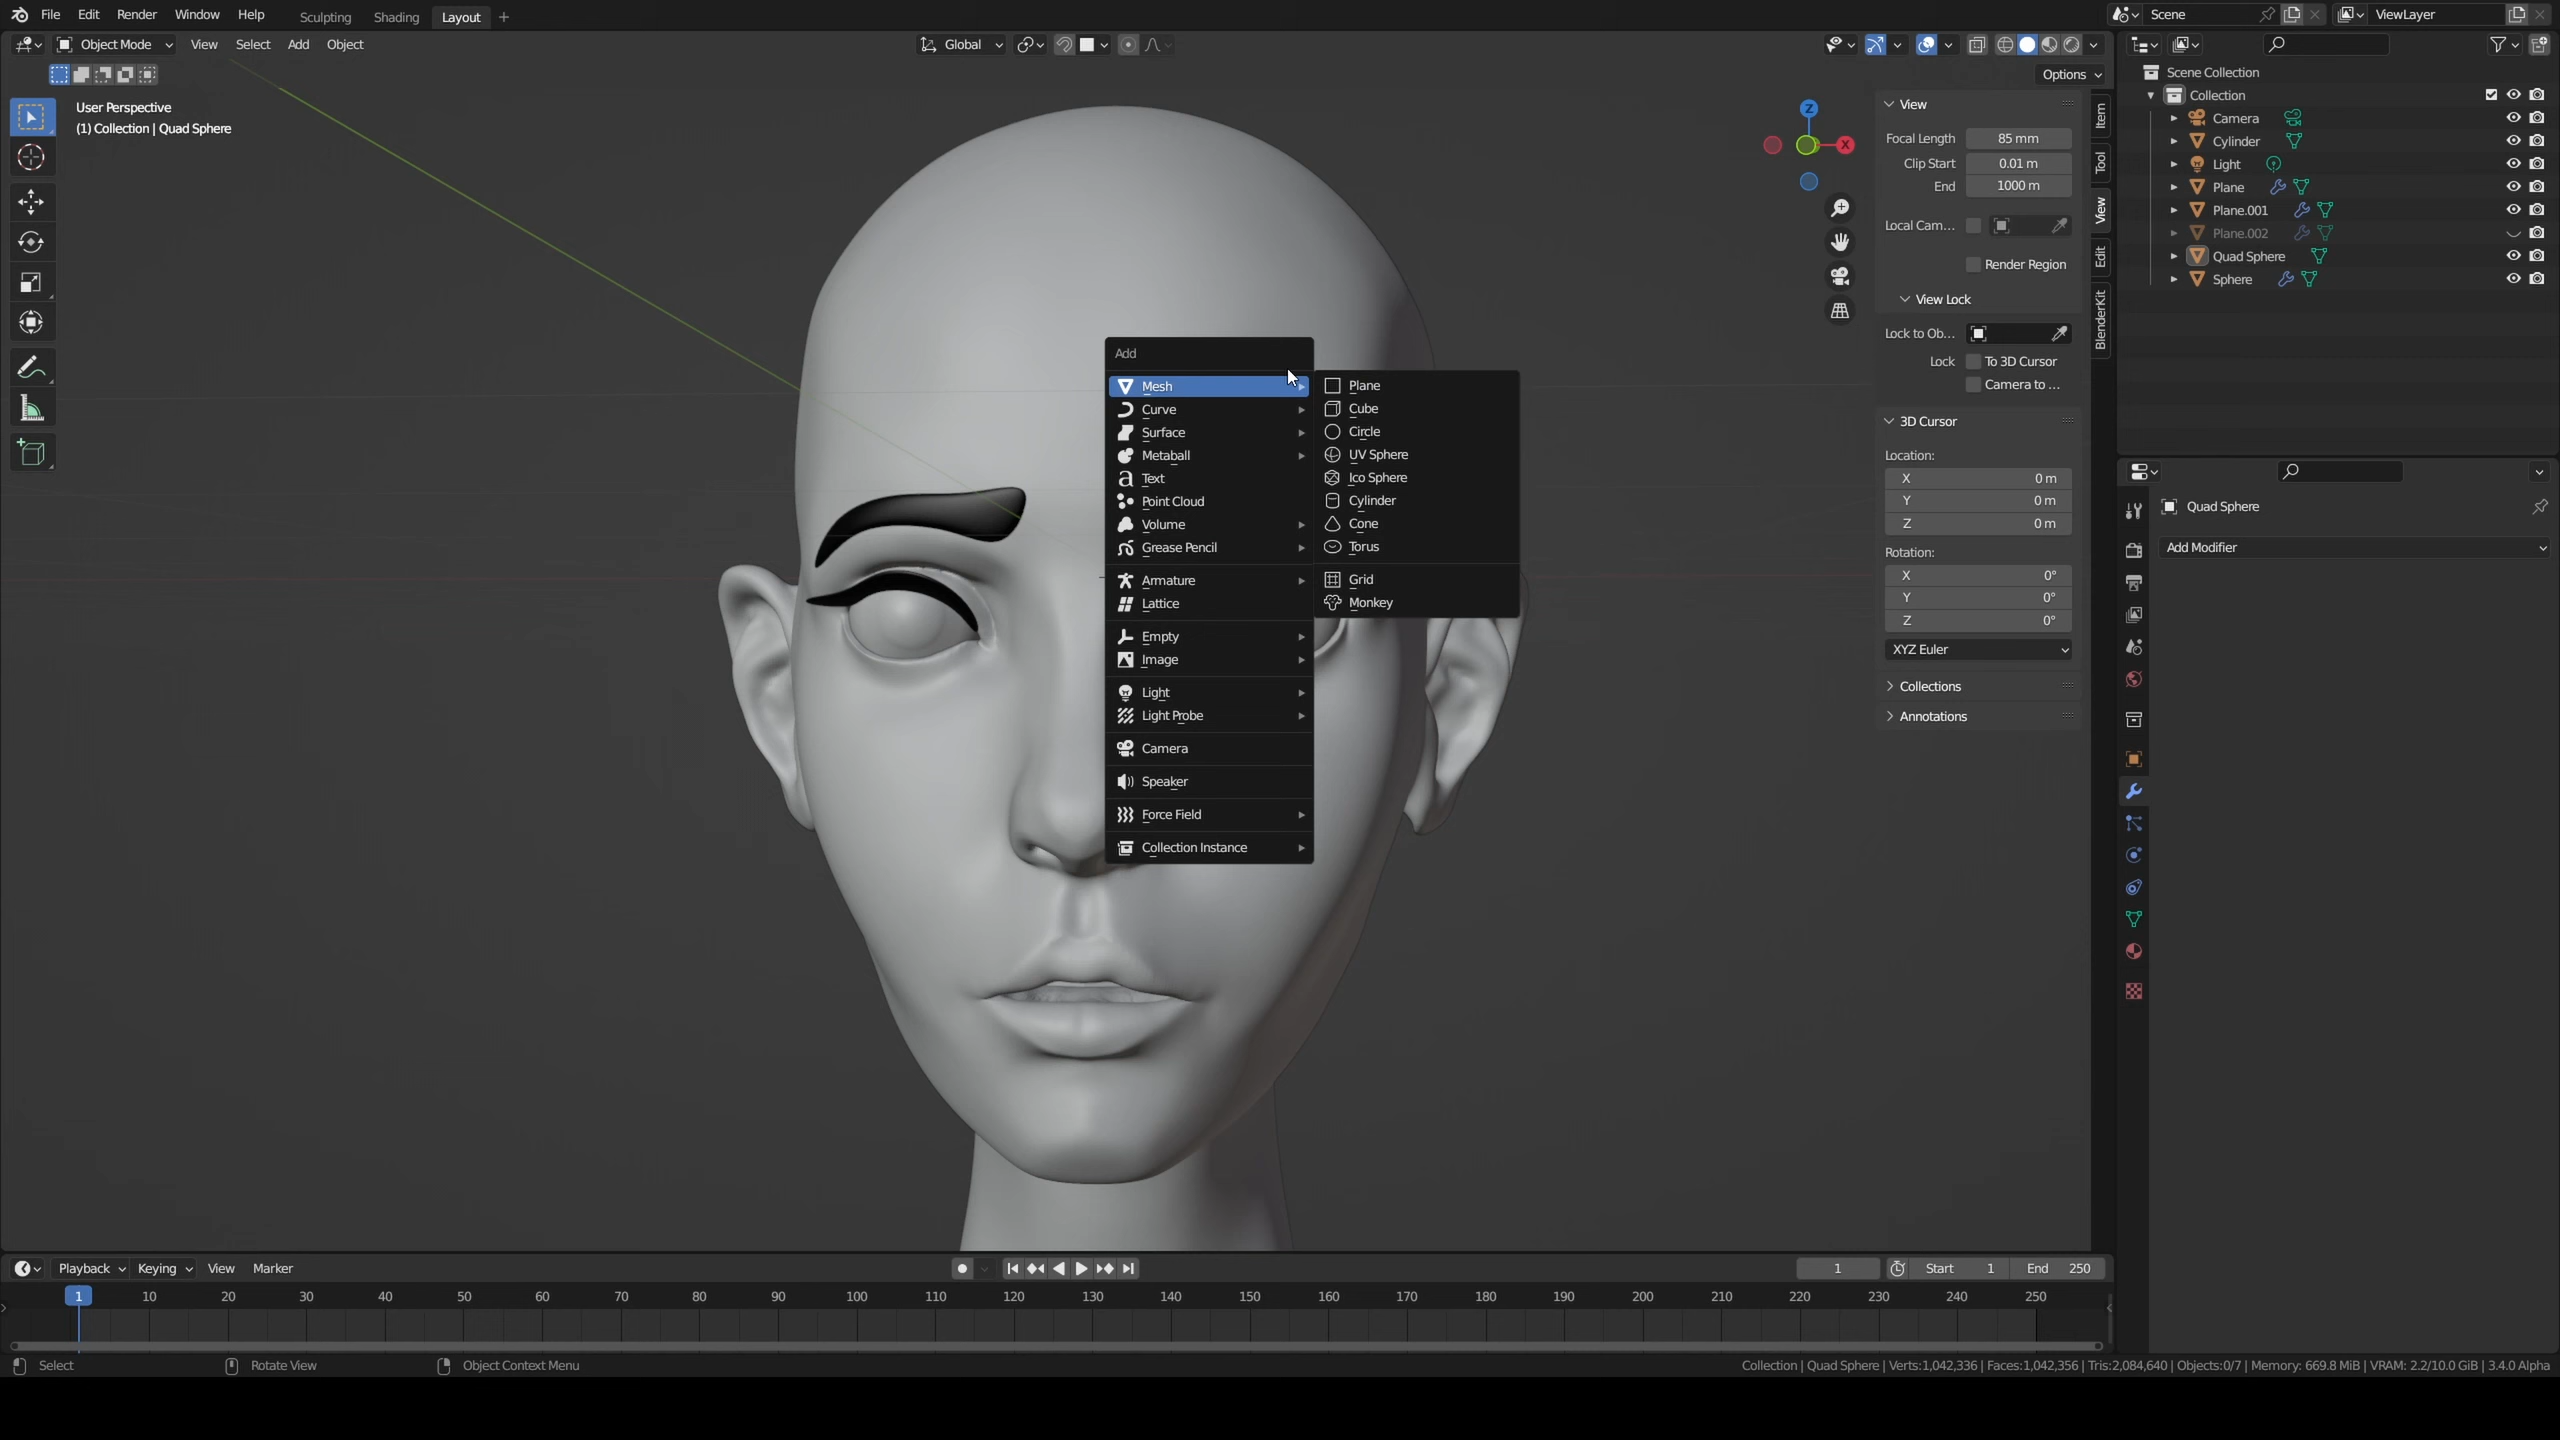 File Edit Render Window Help Sculpting Shading Layout + Scene ViewLayer
Object Mode View Select Add Object Global
Options
User Perspective
(1) Collection | Quad Sphere
Z
X
Add
Mesh
Curve
Surface
Metaball
Text
Point Cloud
Volume
Grease Pencil
Armature
Lattice
Empty
Image
Light
Light Probe
Camera
Speaker
Force Field
Collection Instance
Plane
Cube
Circle
UV Sphere
Ico Sphere
Cylinder
Cone
Torus
Grid
Monkey
View
Focal Length 85 mm
Clip Start 0.01 m
End 1000 m
Local Cam...
Render Region
View Lock
Lock to Ob...
Lock To 3D Cursor
Camera to ...
3D Cursor
Location:
X 0 m
Y 0 m
Z 0 m
Rotation:
X 0°
Y 0°
Z 0°
XYZ Euler
Collections
Annotations
Item
Tool
View
Edit
BlenderKit
Scene Collection
Collection
Camera
Cylinder
Light
Plane
Plane.001
Plane.002
Quad Sphere
Sphere
Quad Sphere
Add Modifier
Playback Keying View Marker 1 Start 1 End 250
1 10 20 30 40 50 60 70 80 90 100 110 120 130 140 150 160 170 180 190 200 210 220 230 240 250
Select Rotate View Object Context Menu Collection | Quad Sphere | Verts:1,042,336 | Faces:1,042,356 | Tris:2,084,640 | Objects:0/7 | Memory: 669.8 MiB | VRAM: 2.2/10.0 GiB | 3.4.0 Alpha